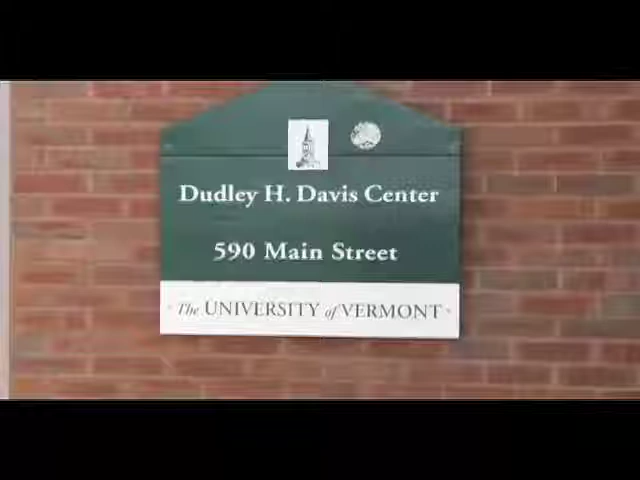 Dudley H. Davis Center
590 Main Street
The UNIVERSITY of VERMONT